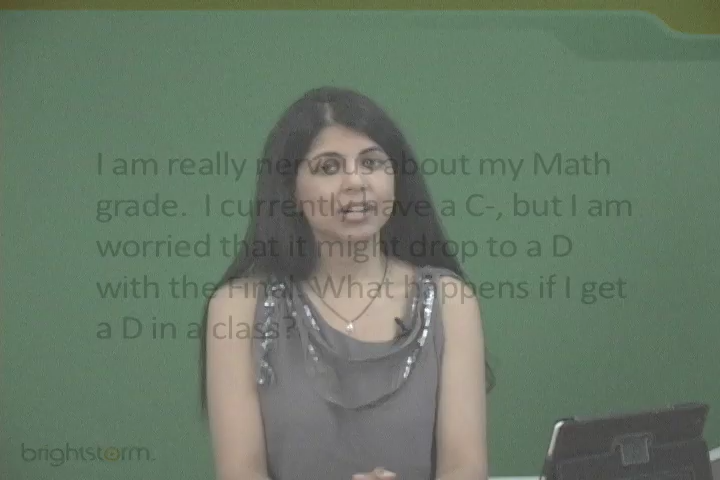 I am really nervous about my Math
grade. I currently have a C-, but I am
worried that it might drop to a D
with the Final. What happens if I get
a D in a class?
brightstorm